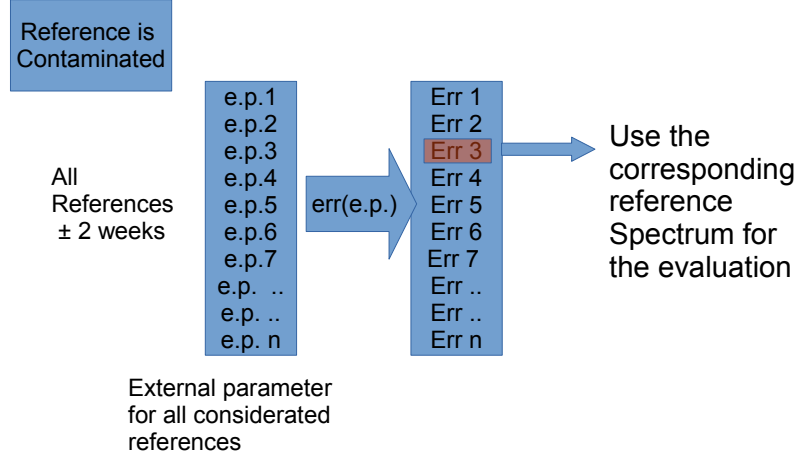 Reference is
Contaminated
All
References
± 2 weeks
e.p.1
e.p.2
e.p.3
e.p.4
e.p.5
e.p.6
e.p.7
e.p. ..
e.p. ..
e.p. n
err(e.p.)
Err 1
Err 2
Err 3
Err 4
Err 5
Err 6
Err 7
Err ..
Err ..
Err n
Use the
corresponding
reference
Spectrum for
the evaluation
External parameter
for all considerated
references